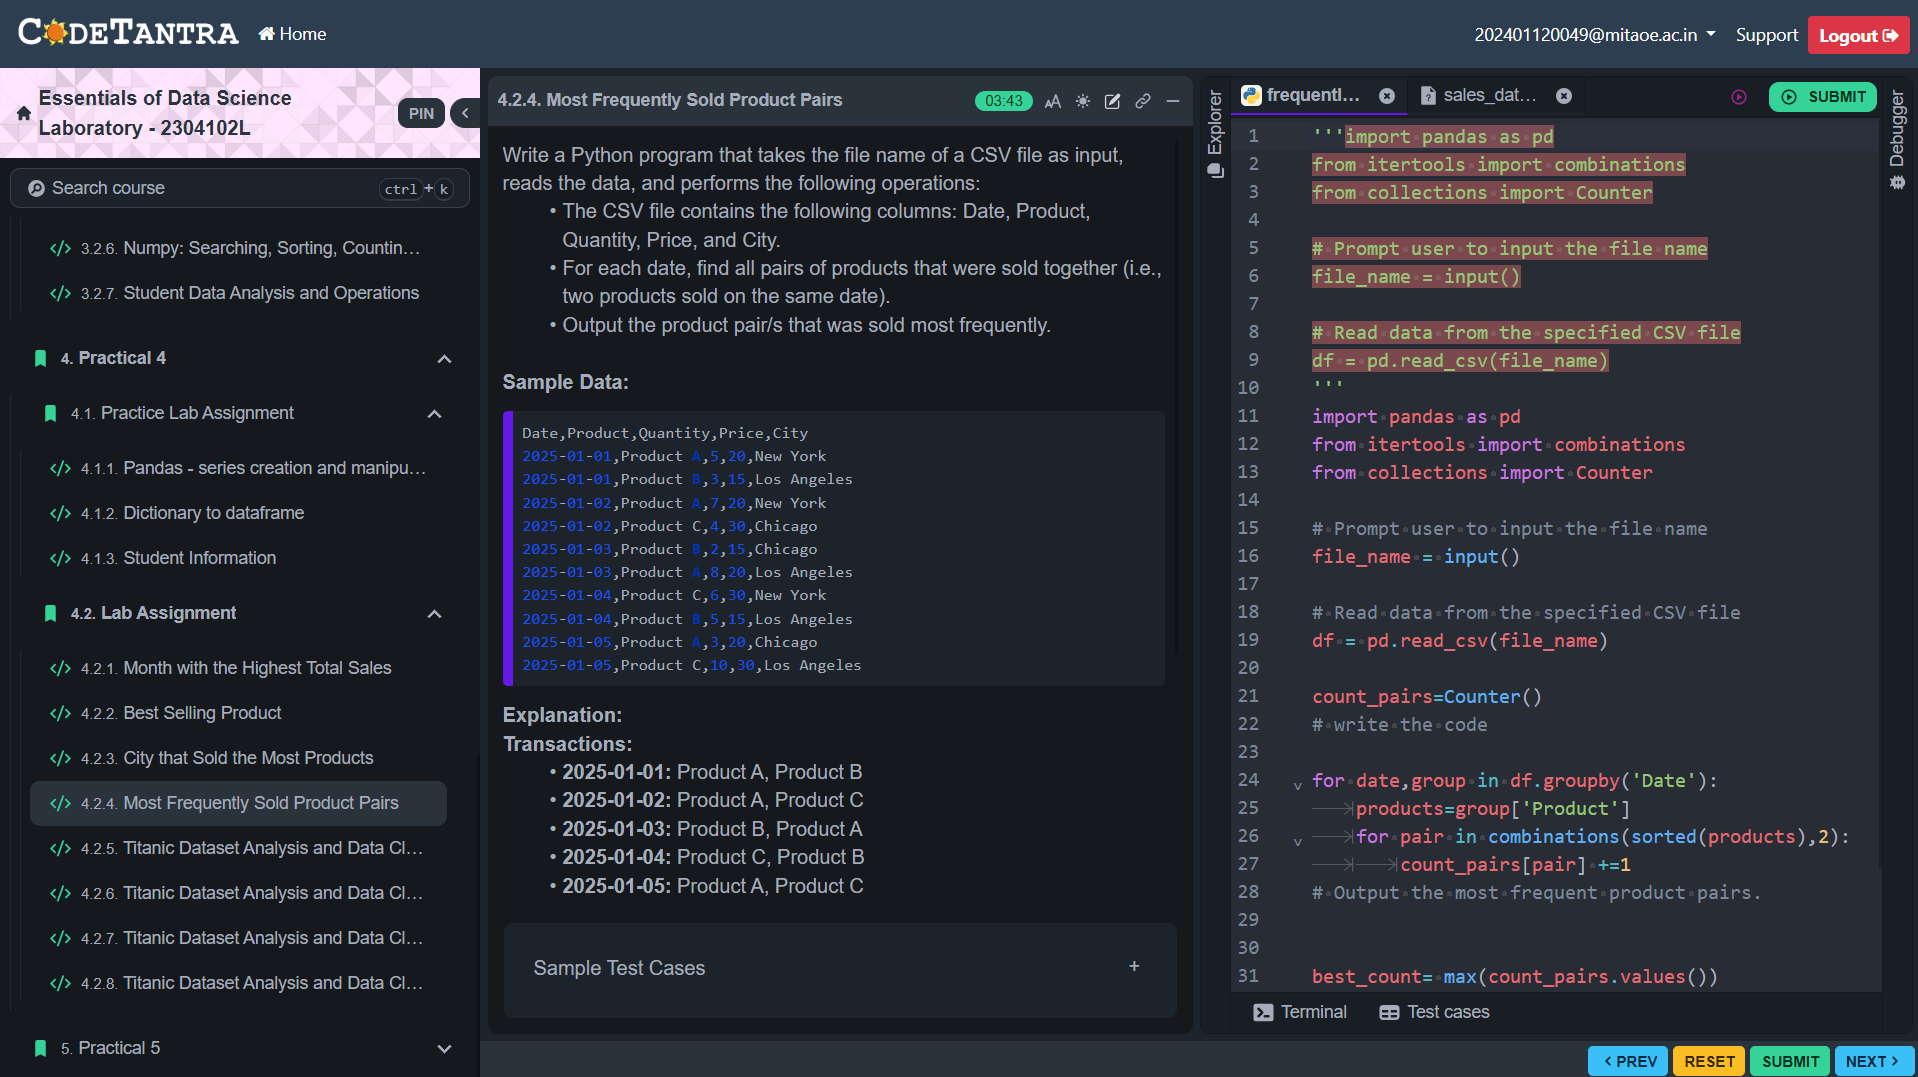 CODETANTRA
Home
202401120049@mitaoe.ac.in
Support
Logout
Essentials of Data Science
Laboratory - 2304102L
PIN
Search course
ctrl + k
3.2.6. Numpy: Searching, Sorting, Countin...
3.2.7. Student Data Analysis and Operations
4. Practical 4
4.1. Practice Lab Assignment
4.1.1. Pandas - series creation and manipu...
4.1.2. Dictionary to dataframe
4.1.3. Student Information
4.2. Lab Assignment
4.2.1. Month with the Highest Total Sales
4.2.2. Best Selling Product
4.2.3. City that Sold the Most Products
4.2.4. Most Frequently Sold Product Pairs
4.2.5. Titanic Dataset Analysis and Data Cl...
4.2.6. Titanic Dataset Analysis and Data Cl...
4.2.7. Titanic Dataset Analysis and Data Cl...
4.2.8. Titanic Dataset Analysis and Data Cl...
5. Practical 5
4.2.4. Most Frequently Sold Product Pairs
03:43
AA
Write a Python program that takes the file name of a CSV file as input,
reads the data, and performs the following operations:
• The CSV file contains the following columns: Date, Product,
Quantity, Price, and City.
• For each date, find all pairs of products that were sold together (i.e.,
two products sold on the same date).
• Output the product pair/s that was sold most frequently.
Sample Data:
Date,Product,Quantity,Price,City
2025-01-01,Product A,5,20,New York
2025-01-01,Product B,3,15,Los Angeles
2025-01-02,Product A,7,20,New York
2025-01-02,Product C,4,30,Chicago
2025-01-03,Product B,2,15,Chicago
2025-01-03,Product A,8,20,Los Angeles
2025-01-04,Product C,6,30,New York
2025-01-04,Product B,5,15,Los Angeles
2025-01-05,Product A,3,20,Chicago
2025-01-05,Product C,10,30,Los Angeles
Explanation:
Transactions:
• 2025-01-01: Product A, Product B
• 2025-01-02: Product A, Product C
• 2025-01-03: Product B, Product A
• 2025-01-04: Product C, Product B
• 2025-01-05: Product A, Product C
Sample Test Cases
+
Explorer
frequentl...
sales_dat...
SUBMIT
Debugger
1 '''import pandas as pd
2 from itertools import combinations
3 from collections import Counter
4
5 # Prompt user to input the file name
6 file_name = input()
7
8 # Read data from the specified CSV file
9 df = pd.read_csv(file_name)
10 '''
11 import pandas as pd
12 from itertools import combinations
13 from collections import Counter
14
15 # Prompt user to input the file name
16 file_name = input()
17
18 # Read data from the specified CSV file
19 df = pd.read_csv(file_name)
20
21 count_pairs=Counter()
22 # write the code
23
24 for date,group in df.groupby('Date'):
25 products=group['Product']
26 for pair in combinations(sorted(products),2):
27 count_pairs[pair] +=1
28 # Output the most frequent product pairs.
29
30
31 best_count= max(count_pairs.values())
Terminal
Test cases
< PREV
RESET
SUBMIT
NEXT >